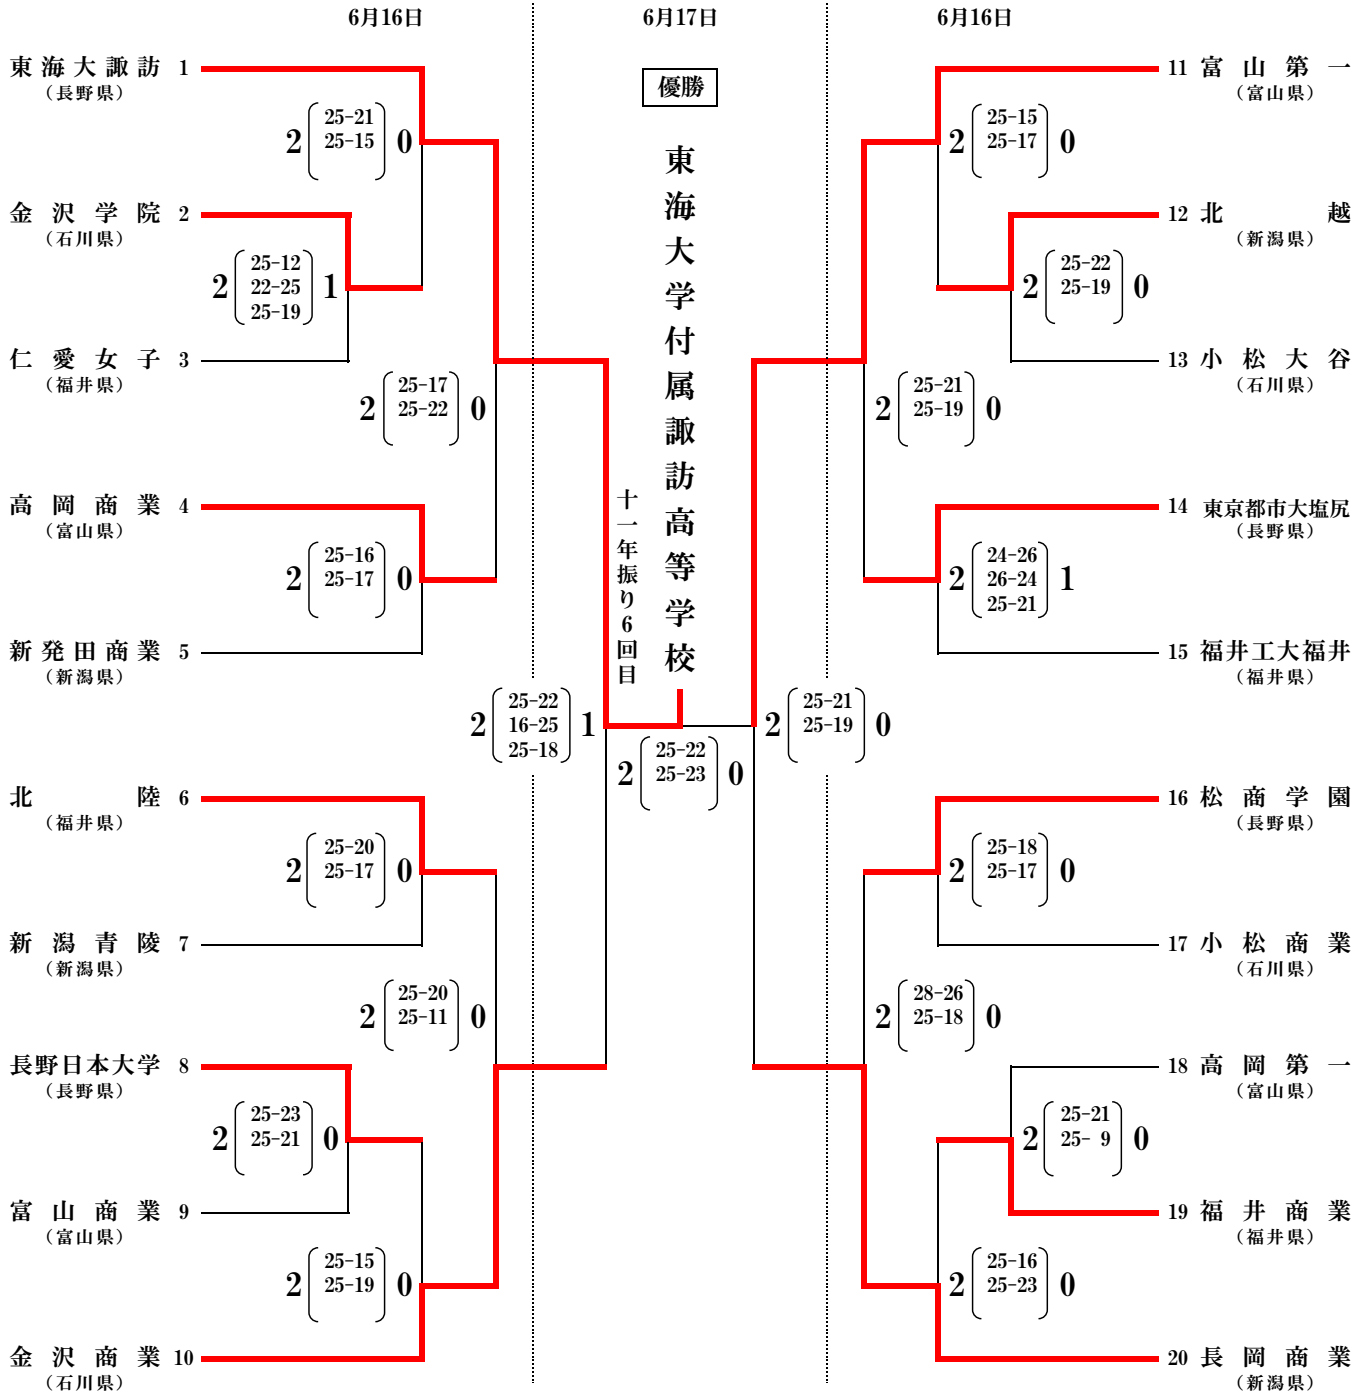 6月16日
6月17日
6月16日
優勝
東海大学付属諏訪高等学校
十一年振り6回目
東海大諏訪 1
（長野県）
2 25-21 0
25-15
金沢学院 2
（石川県）
2 25-12 1
22-25
25-19
仁愛女子 3
（福井県）
2 25-17 0
25-22
高岡商業 4
（富山県）
2 25-16 0
25-17
新発田商業 5
（新潟県）
2 25-22 1
16-25
25-18
北陸 6
（福井県）
2 25-20 0
25-17
新潟青陵 7
（新潟県）
2 25-20 0
25-11
長野日本大学 8
（長野県）
2 25-23 0
25-21
富山商業 9
（富山県）
2 25-15 0
25-19
金沢商業 10
（石川県）
2 25-22 0
25-23
11 富山第一
（富山県）
2 25-15 0
25-17
12 北越
（新潟県）
2 25-22 0
25-19
13 小松大谷
（石川県）
2 25-21 0
25-19
14 東京都市大塩尻
（長野県）
2 24-26 1
26-24
25-21
15 福井工大福井
（福井県）
2 25-21 0
25-19
16 松商学園
（長野県）
2 25-18 0
25-17
17 小松商業
（石川県）
2 28-26 0
25-18
18 高岡第一
（富山県）
2 25-21 0
25- 9
19 福井商業
（福井県）
2 25-16 0
25-23
20 長岡商業
（新潟県）